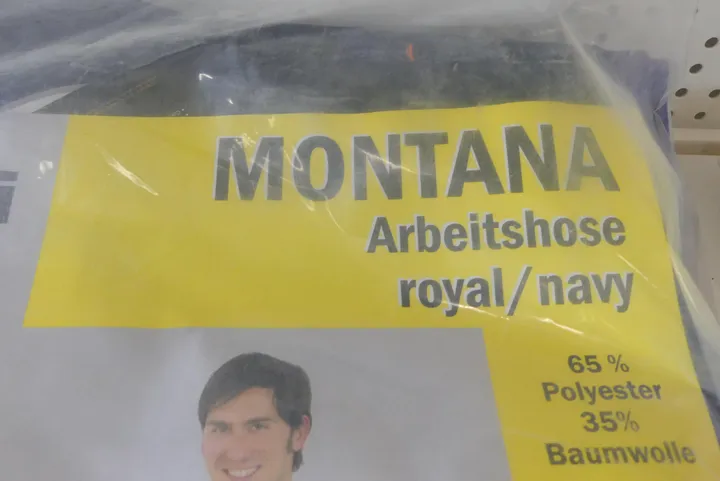 MONTANA
Arbeitshose
royal/navy
65 %
Polyester
35%
Baumwolle